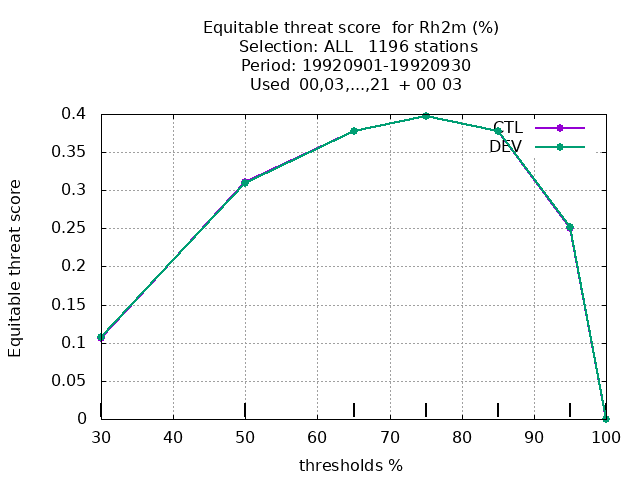 Equitable threat score  for Rh2m (%)
Selection: ALL   1196 stations
Period: 19920901-19920930
Used  00,03,...,21  + 00 03
Equitable threat score
0.4
0.35
0.3
0.25
0.2
0.15
0.1
0.05
0
CTL
DEV
30 40 50 60 70 80 90 100
thresholds %